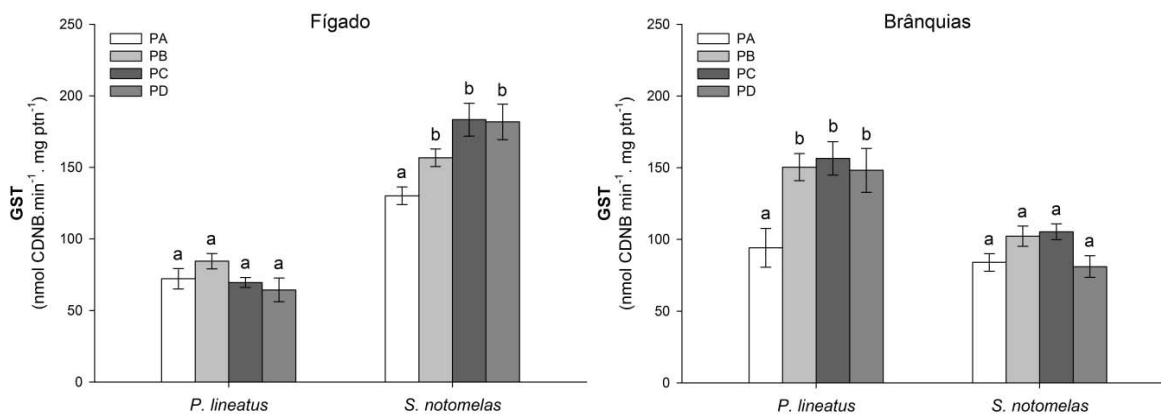 Fígado
PA
PB
PC
PD
250
200
150
100
50
0
GST
(nmol CDNB.min⁻¹. mg ptn⁻¹)
a
a
a
a
a
b
b
b
P. lineatus
S. notomelas
Brânquias
PA
PB
PC
PD
250
200
150
100
50
0
GST
(nmol CDNB.min⁻¹. mg ptn⁻¹)
a
b
b
b
a
a
a
a
P. lineatus
S. notomelas